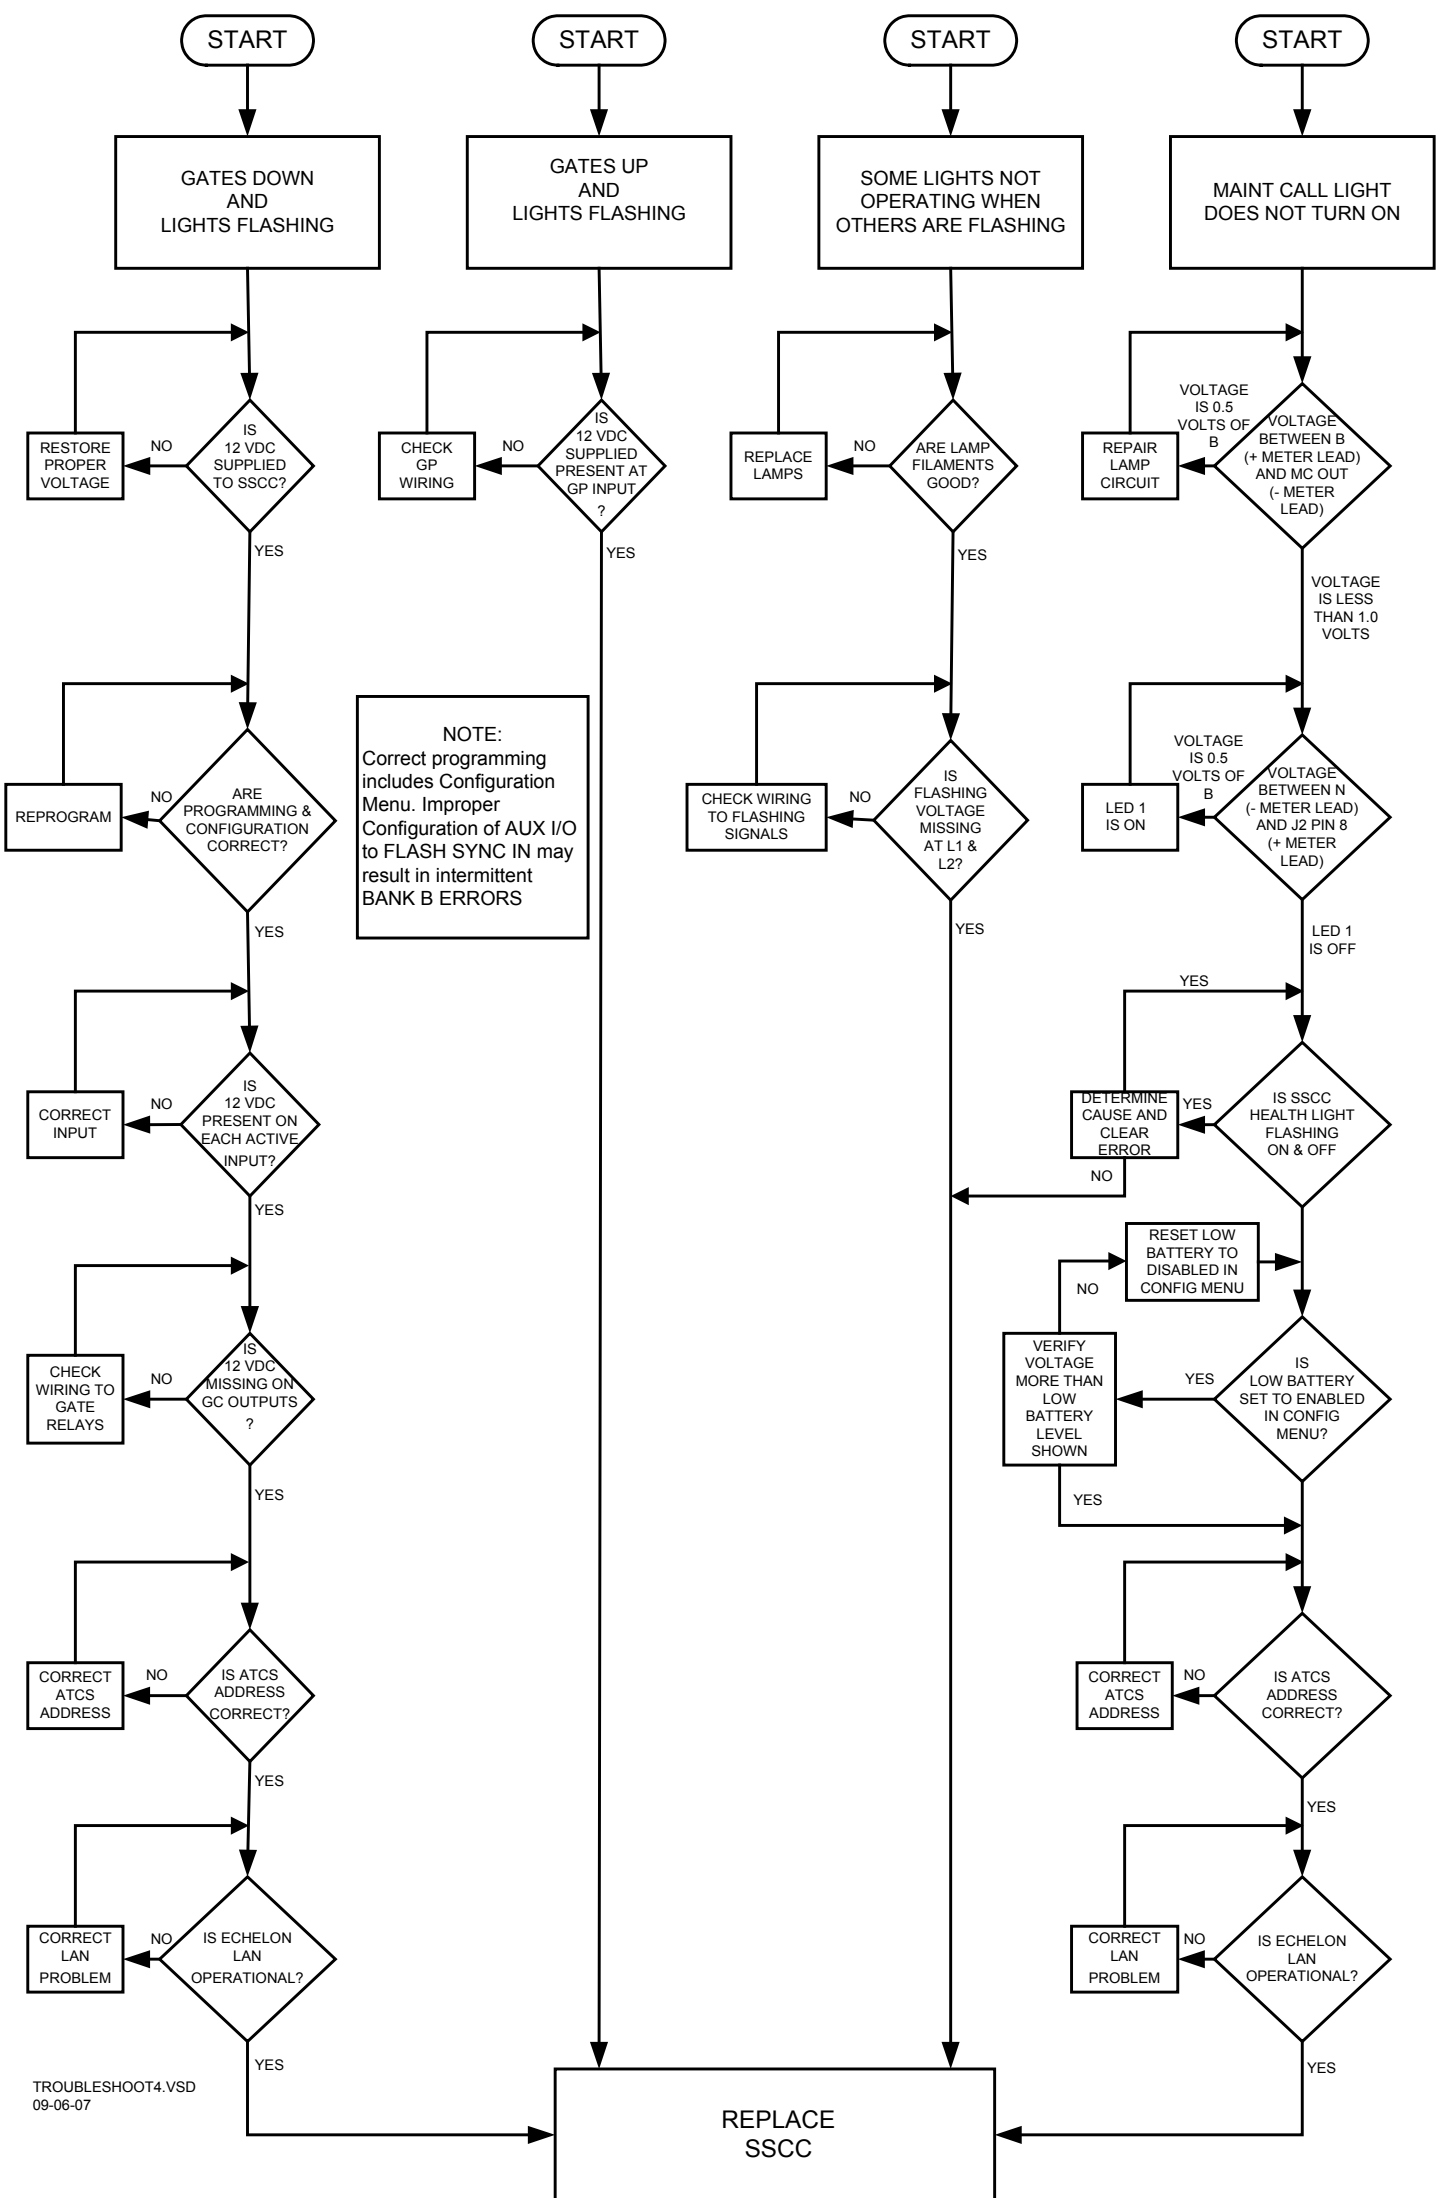 START
GATES DOWN
AND
LIGHTS FLASHING
IS
12 VDC
SUPPLIED
TO SSCC?
NO
RESTORE
PROPER
VOLTAGE
YES
ARE
PROGRAMMING &
CONFIGURATION
CORRECT?
NO
REPROGRAM
YES
IS
12 VDC
PRESENT ON
EACH ACTIVE
INPUT?
NO
CORRECT
INPUT
YES
IS
12 VDC
MISSING ON
GC OUTPUTS
?
NO
CHECK
WIRING TO
GATE
RELAYS
YES
IS ATCS
ADDRESS
CORRECT?
NO
CORRECT
ATCS
ADDRESS
YES
IS ECHELON
LAN
OPERATIONAL?
NO
CORRECT
LAN
PROBLEM
YES
START
GATES UP
AND
LIGHTS FLASHING
IS
12 VDC
SUPPLIED
PRESENT AT
GP INPUT
?
NO
CHECK
GP
WIRING
YES
NOTE:
Correct programming
includes Configuration
Menu. Improper
Configuration of AUX I/O
to FLASH SYNC IN may
result in intermittent
BANK B ERRORS
START
SOME LIGHTS NOT
OPERATING WHEN
OTHERS ARE FLASHING
ARE LAMP
FILAMENTS
GOOD?
NO
REPLACE
LAMPS
YES
IS
FLASHING
VOLTAGE
MISSING
AT L1 &
L2?
NO
CHECK WIRING
TO FLASHING
SIGNALS
YES
START
MAINT CALL LIGHT
DOES NOT TURN ON
VOLTAGE
BETWEEN B
(+ METER LEAD)
AND MC OUT
(- METER
LEAD)
VOLTAGE
IS 0.5
VOLTS OF
B
REPAIR
LAMP
CIRCUIT
VOLTAGE
IS LESS
THAN 1.0
VOLTS
VOLTAGE
BETWEEN N
(- METER LEAD)
AND J2 PIN 8
(+ METER
LEAD)
VOLTAGE
IS 0.5
VOLTS OF
B
LED 1
IS ON
LED 1
IS OFF
YES
IS SSCC
HEALTH LIGHT
FLASHING
ON & OFF
YES
DETERMINE
CAUSE AND
CLEAR
ERROR
NO
RESET LOW
BATTERY TO
DISABLED IN
CONFIG MENU
NO
IS
LOW BATTERY
SET TO ENABLED
IN CONFIG
MENU?
YES
VERIFY
VOLTAGE
MORE THAN
LOW
BATTERY
LEVEL
SHOWN
YES
IS ATCS
ADDRESS
CORRECT?
NO
CORRECT
ATCS
ADDRESS
YES
IS ECHELON
LAN
OPERATIONAL?
NO
CORRECT
LAN
PROBLEM
YES
REPLACE
SSCC
TROUBLESHOOT4.VSD
09-06-07